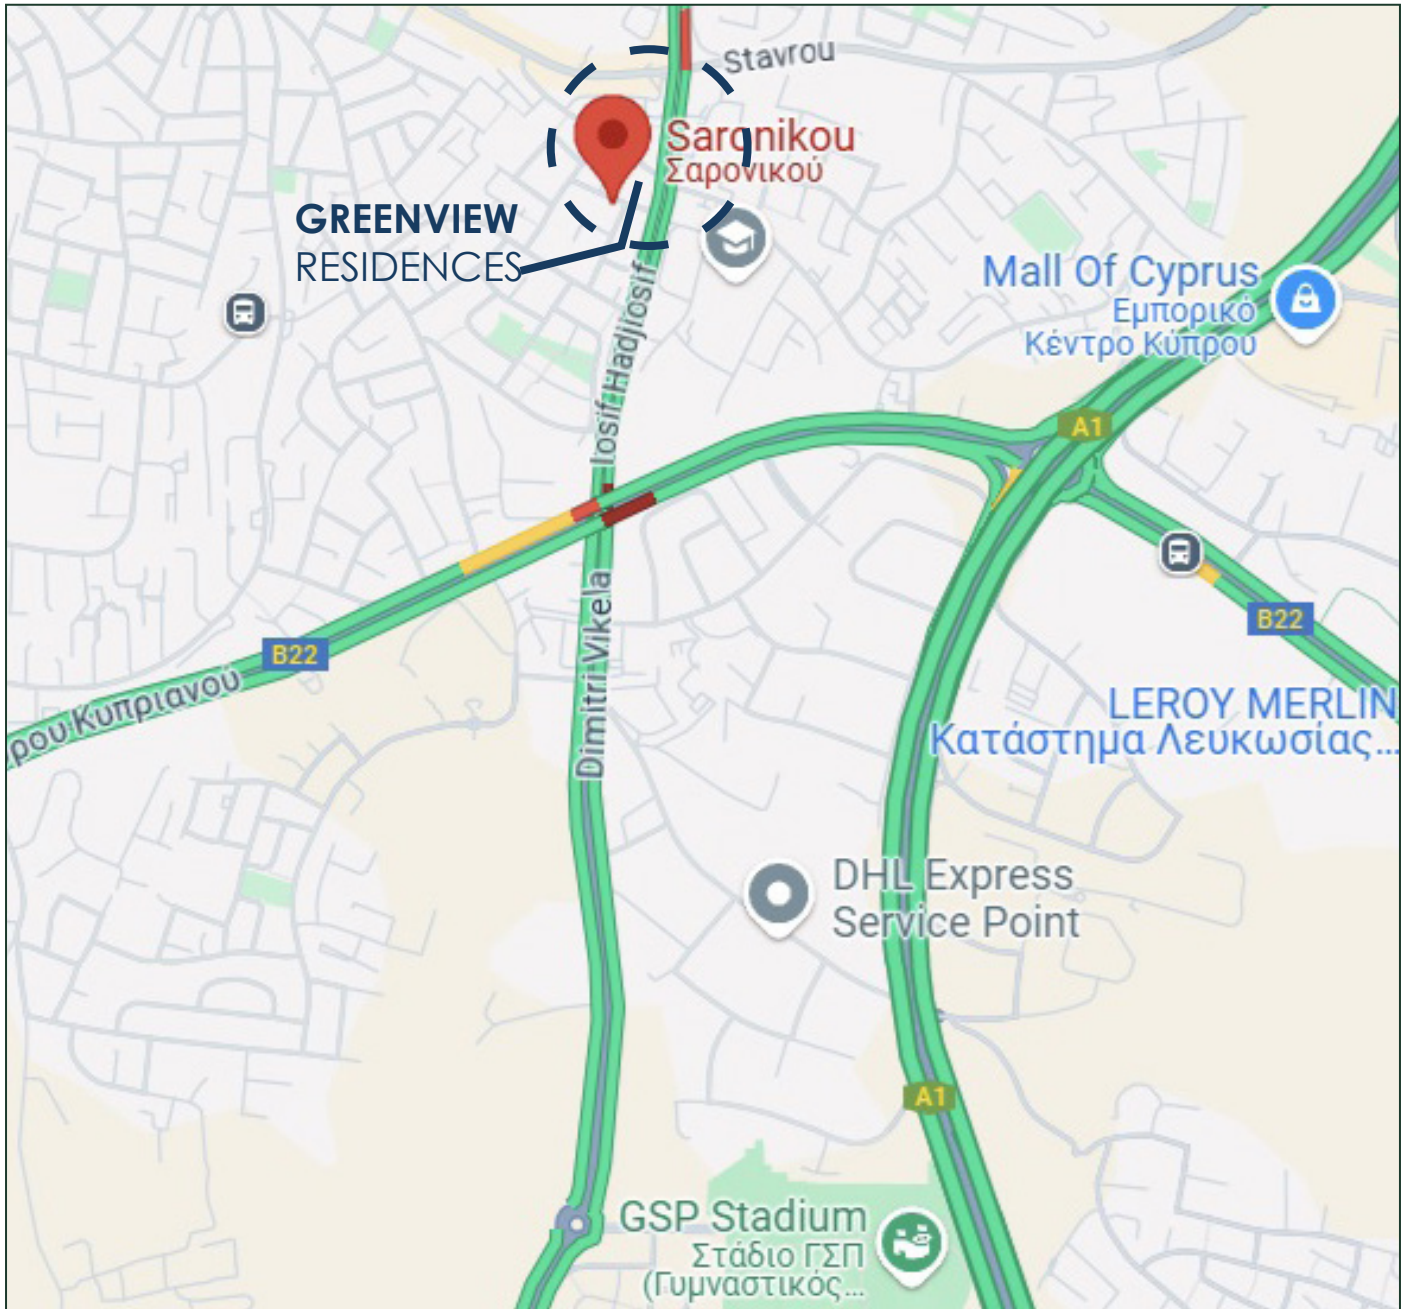 Stavrou
Saronikou
Σαρονικού
GREENVIEW
RESIDENCES
Iosif Hadjiosif
Mall Of Cyprus
Εμπορικό
Κέντρο Κύπρου
A1
B22
B22
Dimitri Vikela
ρου Κυπριανού
LEROY MERLIN
Κατάστημα Λευκωσίας...
DHL Express
Service Point
A1
GSP Stadium
Στάδιο ΓΣΠ
(Γυμναστικός...